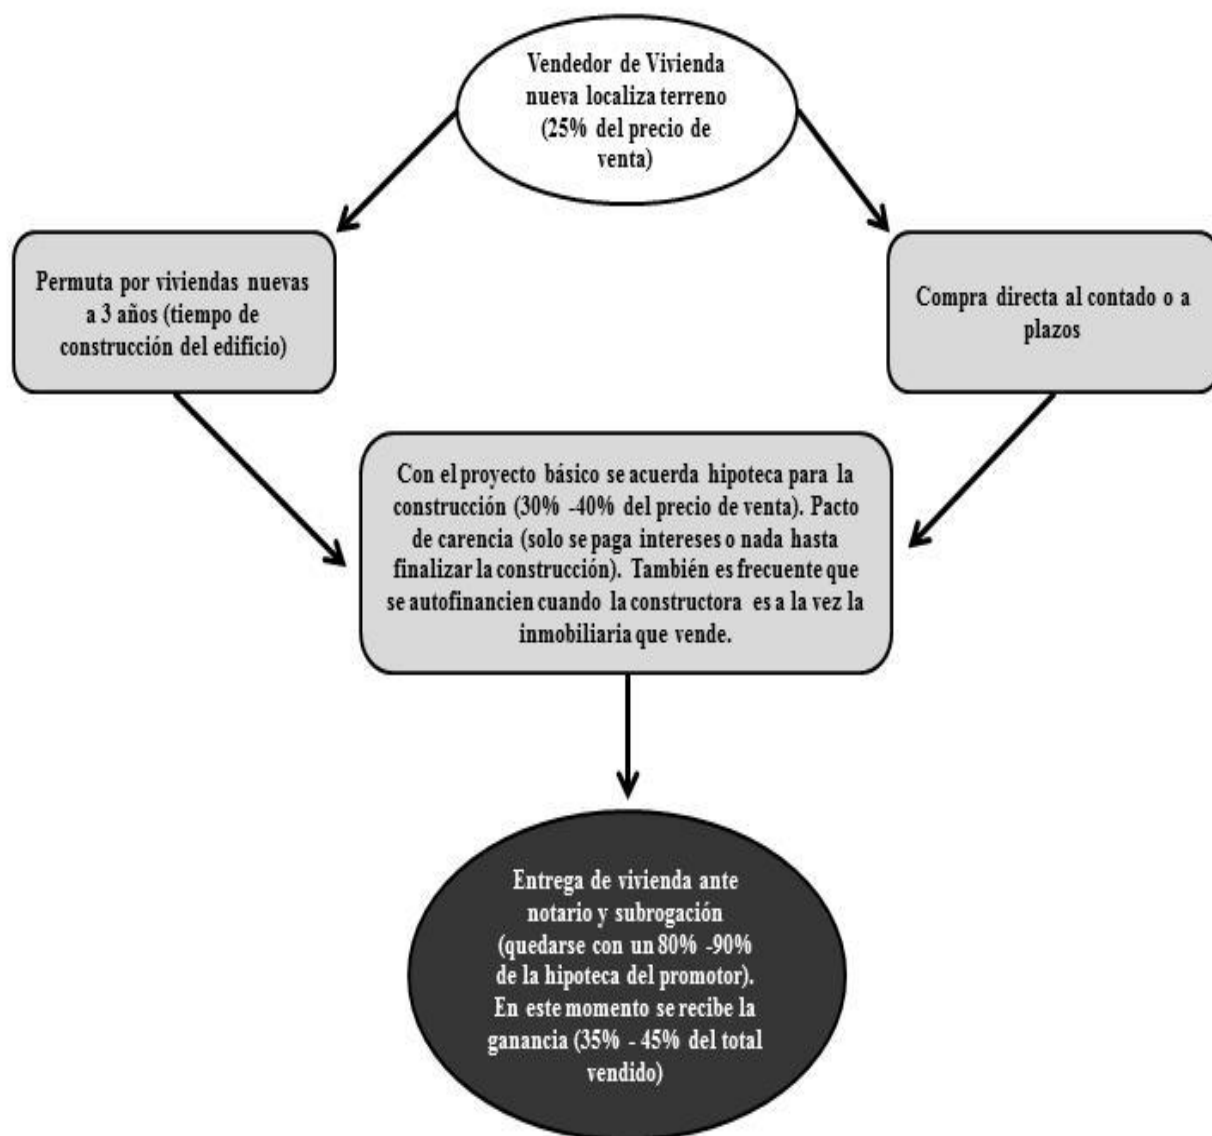 Vendedor de Vivienda
nueva localiza terreno
(25% del precio de
venta)
Permuta por viviendas nuevas
a 3 años (tiempo de
construcción del edificio)
Compra directa al contado o a
plazos
Con el proyecto básico se acuerda hipoteca para la
construcción (30% -40% del precio de venta). Pacto
de carencia (solo se paga intereses o nada hasta
finalizar la construcción). También es frecuente que
se autofinancien cuando la constructora es a la vez la
inmobiliaria que vende.
Entrega de vivienda ante
notario y subrogación
(quedarse con un 80% -90%
de la hipoteca del promotor).
En este momento se recibe la
ganancia (35% - 45% del total
vendido)